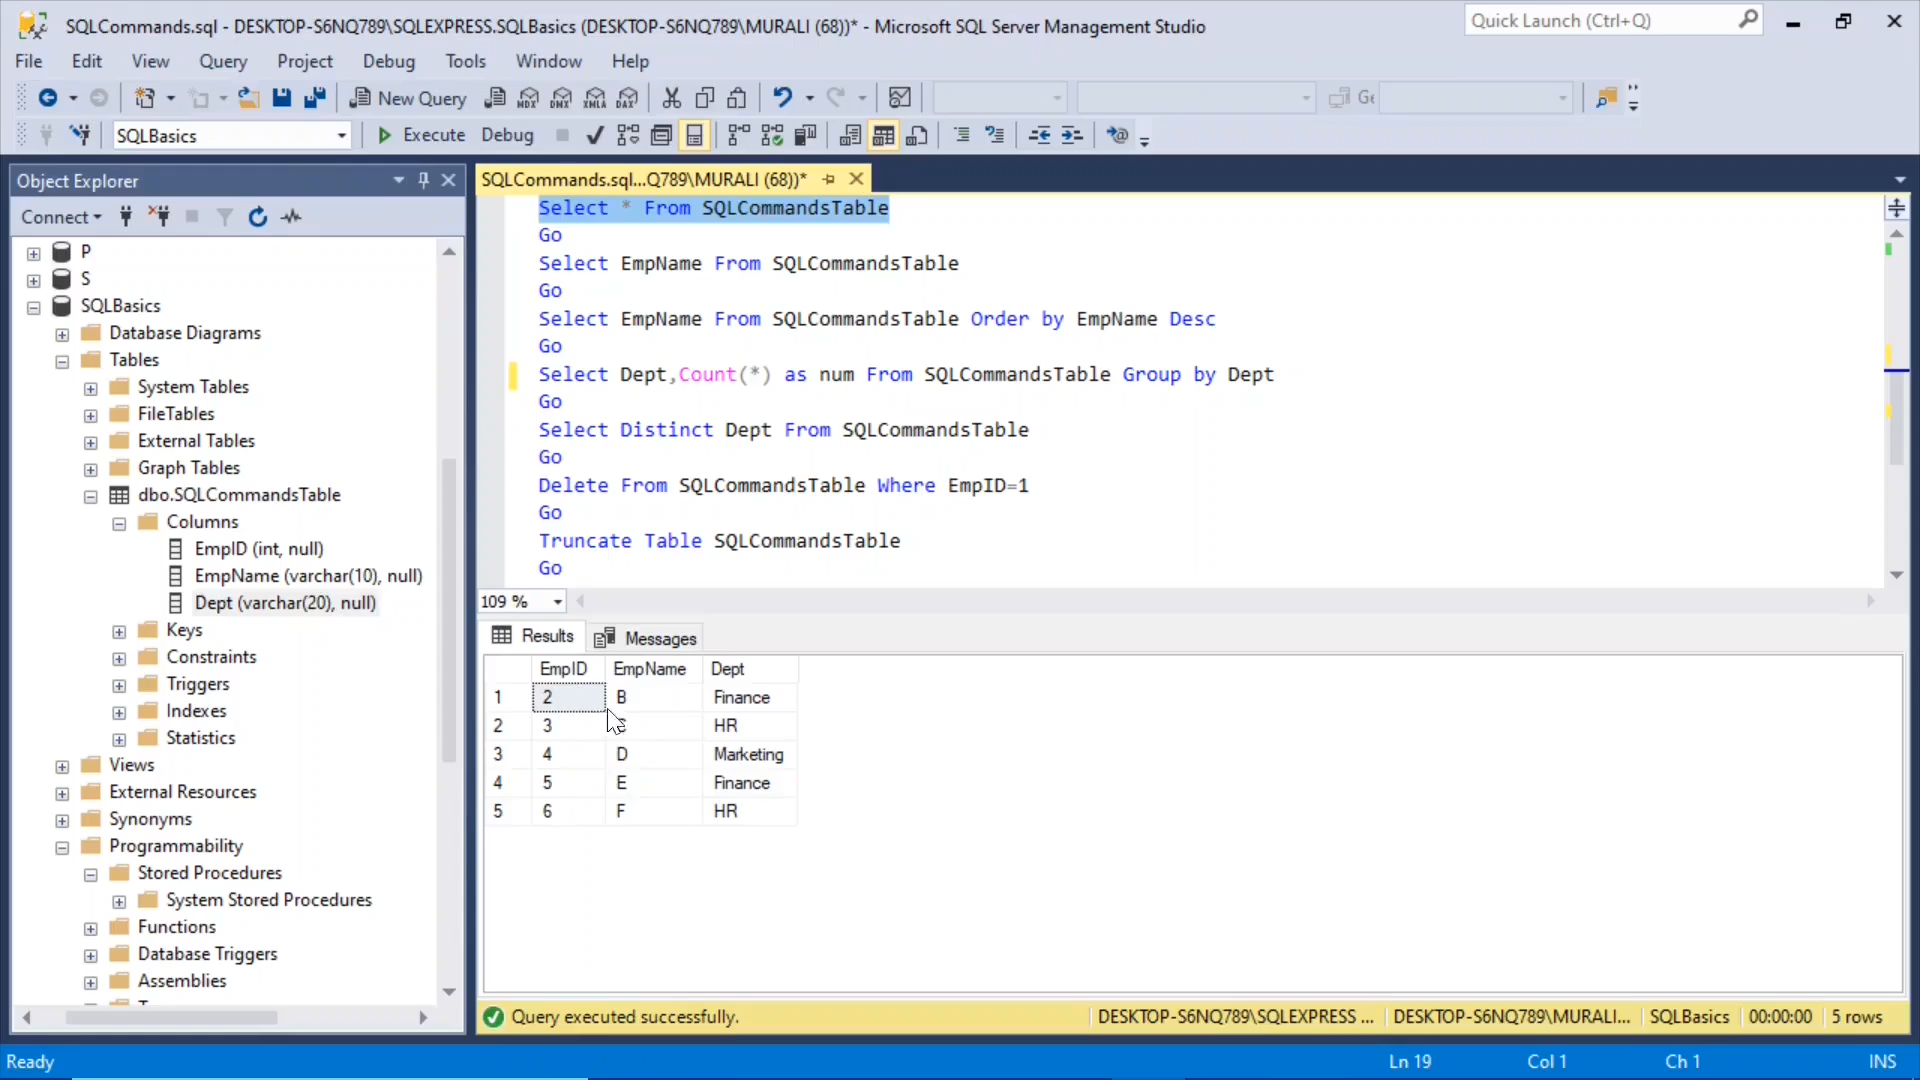 SQLCommands.sql - DESKTOP-S6NQ789\SQLEXPRESS.SQLBasics (DESKTOP-S6NQ789\MURALI (68))* - Microsoft SQL Server Management Studio
Quick Launch (Ctrl+Q)
File Edit View Query Project Debug Tools Window Help
New Query MDX DMX XMLA DAX
SQLBasics Execute Debug
Object Explorer
Connect
P
S
SQLBasics
Database Diagrams
Tables
System Tables
FileTables
External Tables
Graph Tables
dbo.SQLCommandsTable
Columns
EmpID (int, null)
EmpName (varchar(10), null)
Dept (varchar(20), null)
Keys
Constraints
Triggers
Indexes
Statistics
Views
External Resources
Synonyms
Programmability
Stored Procedures
System Stored Procedures
Functions
Database Triggers
Assemblies
SQLCommands.sql...Q789\MURALI (68))*
Select * From SQLCommandsTable
Go
Select EmpName From SQLCommandsTable
Go
Select EmpName From SQLCommandsTable Order by EmpName Desc
Go
Select Dept,Count(*) as num From SQLCommandsTable Group by Dept
Go
Select Distinct Dept From SQLCommandsTable
Go
Delete From SQLCommandsTable Where EmpID=1
Go
Truncate Table SQLCommandsTable
Go
109 %
Results Messages
EmpID EmpName Dept
1 2 B Finance
2 3 HR
3 4 D Marketing
4 5 E Finance
5 6 F HR
Query executed successfully. DESKTOP-S6NQ789\SQLEXPRESS ... DESKTOP-S6NQ789\MURALI... SQLBasics 00:00:00 5 rows
Ready Ln 19 Col 1 Ch 1 INS